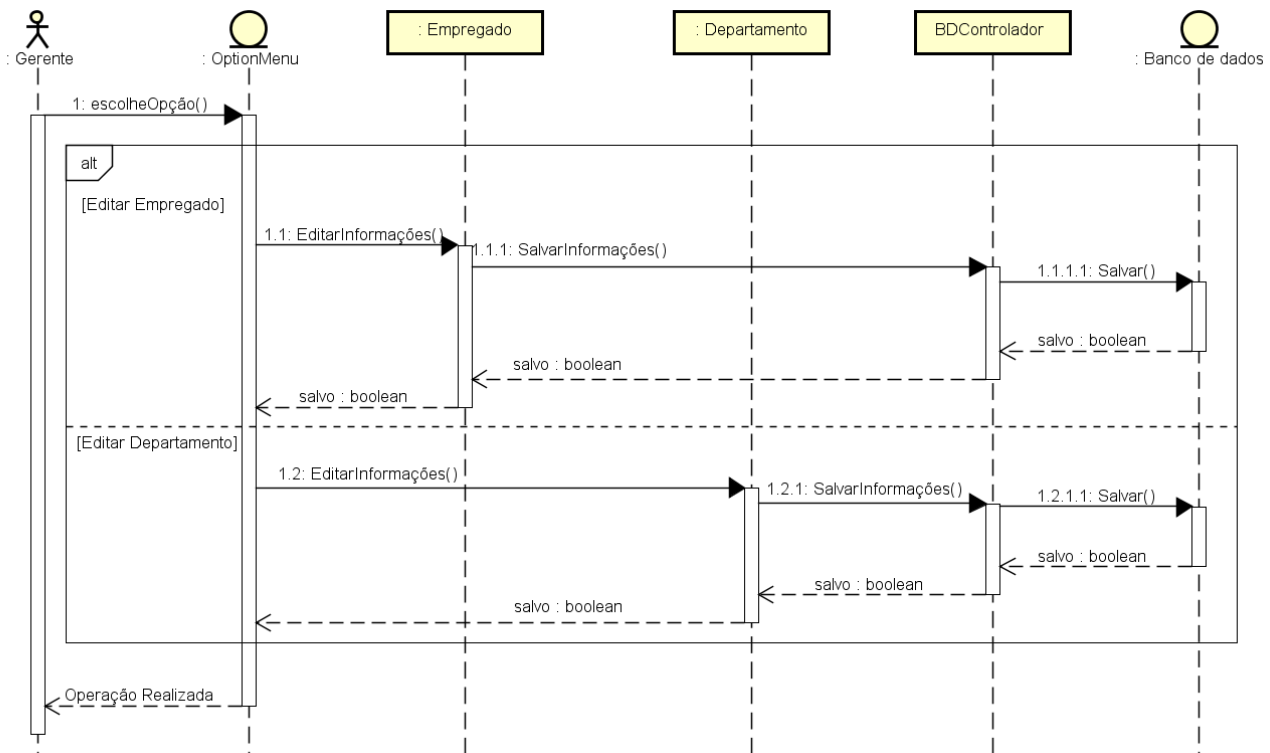 : Gerente
: OptionMenu
: Empregado
: Departamento
BDControlador
: Banco de dados
1: escolheOpção()
alt
[Editar Empregado]
1.1: EditarInformações()
1.1.1: SalvarInformações()
1.1.1.1: Salvar()
salvo : boolean
salvo : boolean
salvo : boolean
[Editar Departamento]
1.2: EditarInformações()
1.2.1: SalvarInformações()
1.2.1.1: Salvar()
salvo : boolean
salvo : boolean
salvo : boolean
Operação Realizada